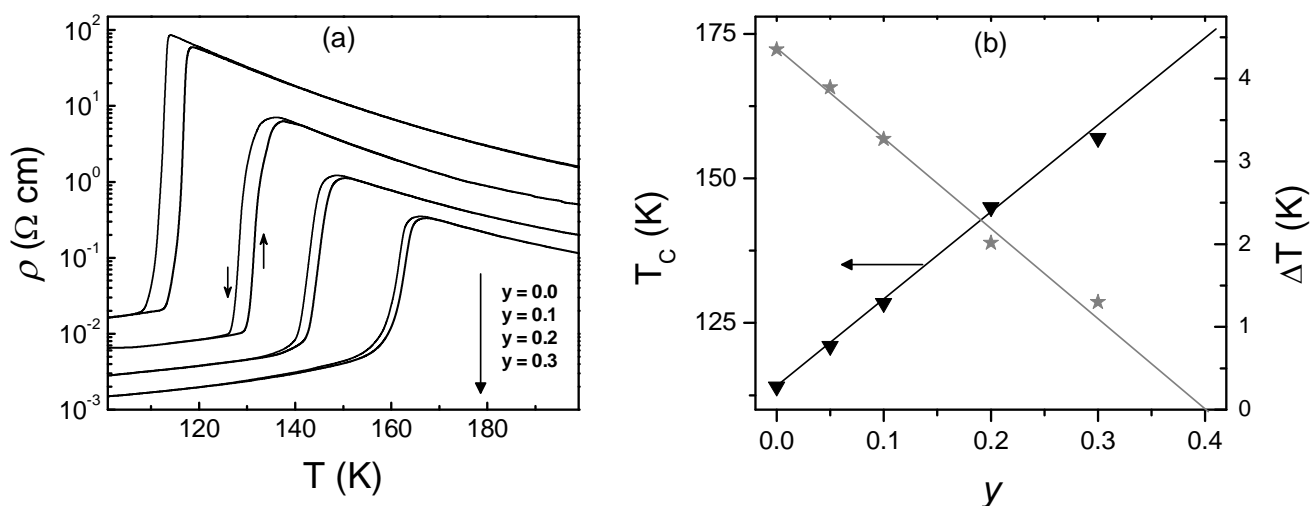 (a)
10²
10¹
10⁰
10⁻¹
10⁻²
10⁻³
ρ (Ω cm)
y = 0.0
y = 0.1
y = 0.2
y = 0.3
120 140 160 180
T (K)
(b)
175
150
125
T_C (K)
4
3
2
1
0
ΔT (K)
0.0 0.1 0.2 0.3 0.4
y